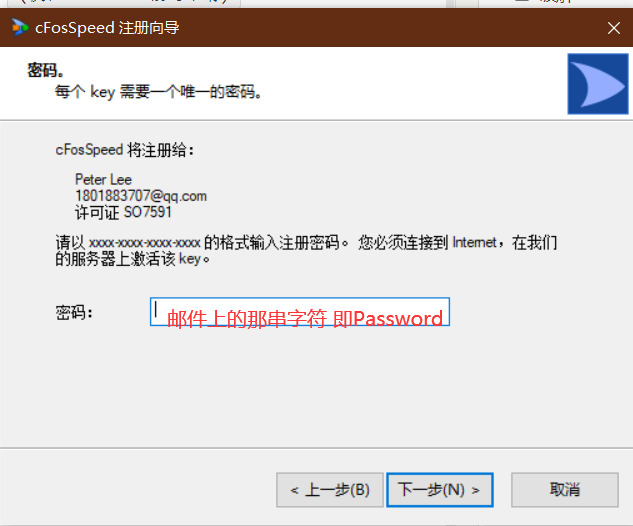 cFosSpeed 注册向导
密码。
每个 key 需要一个唯一的密码。
cFosSpeed 将注册给：
Peter Lee
1801883707@qq.com
许可证 SO7591
请以 xxxx-xxxx-xxxx-xxxx 的格式输入注册密码。 您必须连接到 Internet，在我们
的服务器上激活该 key。
密码： 邮件上的那串字符 即Password
< 上一步(B) 下一步(N) > 取消